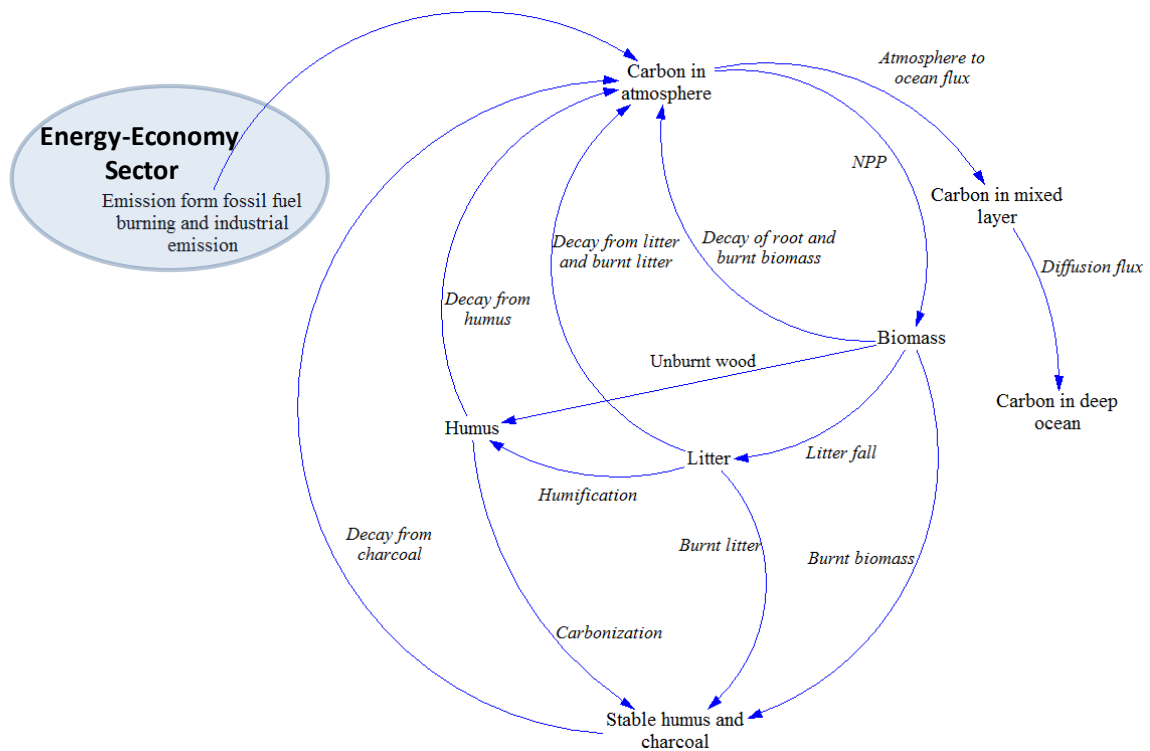 Carbon in
atmosphere
Atmosphere to
ocean flux
Energy-Economy
Sector
Emission form fossil fuel
burning and industrial
emission
NPP
Carbon in mixed
layer
Decay from litter
and burnt litter
Decay of root and
burnt biomass
Diffusion flux
Decay from
humus
Biomass
Unburnt wood
Carbon in deep
ocean
Humus
Litter
Litter fall
Humification
Decay from
charcoal
Burnt litter
Burnt biomass
Carbonization
Stable humus and
charcoal